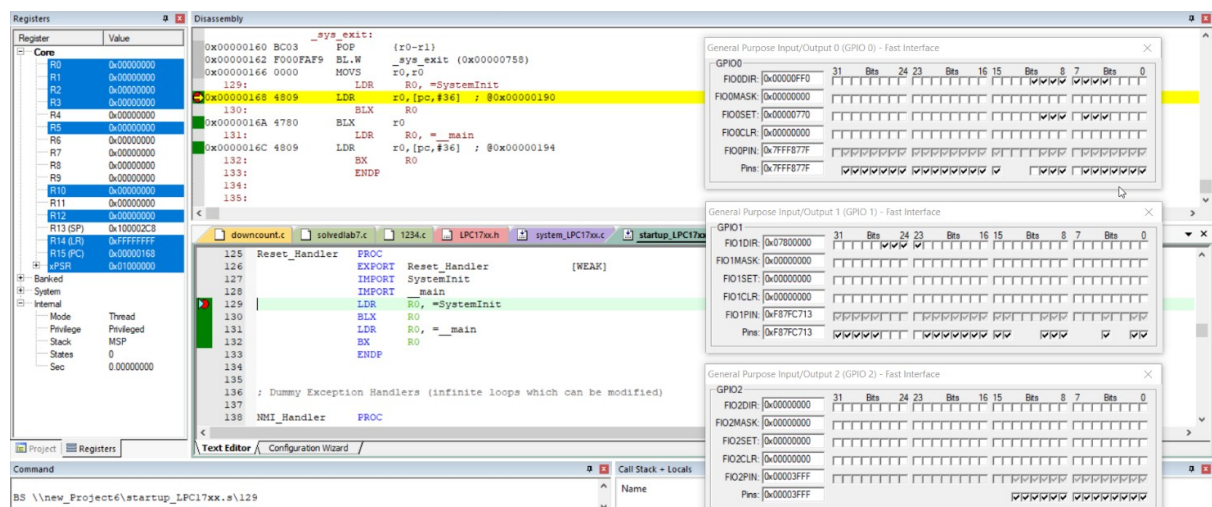 Registers
Register Value
Core
R0 0x00000000
R1 0x00000000
R2 0x00000000
R3 0x00000000
R4 0x00000000
R5 0x00000000
R6 0x00000000
R7 0x00000000
R8 0x00000000
R9 0x00000000
R10 0x00000000
R11 0x00000000
R12 0x00000000
R13 (SP) 0x100002C8
R14 (LR) 0xFFFFFFFF
R15 (PC) 0x00000168
xPSR 0x01000000
Banked
System
Internal
Mode Thread
Privilege Privileged
Stack MSP
States 0
Sec 0.00000000
Project Registers
Disassembly
_sys_exit:
0x00000160 BC03 POP {r0-r1}
0x00000162 F000FAF9 BL.W _sys_exit (0x00000758)
0x00000166 0000 MOVS r0,r0
129: LDR R0, =SystemInit
0x00000168 4809 LDR r0,[pc,#36] ; @0x00000190
130: BLX R0
0x0000016A 4780 BLX r0
131: LDR R0, =__main
0x0000016C 4809 LDR r0,[pc,#36] ; @0x00000194
132: BX R0
133: ENDP
134:
135:
downcount.c solvedlab7.c 1234.c LPC17xx.h system_LPC17xx.c startup_LPC17xx
125 Reset_Handler PROC
126 EXPORT Reset_Handler [WEAK]
127 IMPORT SystemInit
128 IMPORT __main
129 LDR R0, =SystemInit
130 BLX R0
131 LDR R0, =__main
132 BX R0
133 ENDP
134
135
136 ; Dummy Exception Handlers (infinite loops which can be modified)
137
138 NMI_Handler PROC
Text Editor Configuration Wizard
General Purpose Input/Output 0 (GPIO 0) - Fast Interface
GPIO0
31 Bits 24 23 Bits 16 15 Bits 8 7 Bits 0
FIO0DIR: 0x00000FF0
FIO0MASK: 0x00000000
FIO0SET: 0x00000770
FIO0CLR: 0x00000000
FIO0PIN: 0x7FFF877F
Pins: 0x7FFF877F
General Purpose Input/Output 1 (GPIO 1) - Fast Interface
GPIO1
31 Bits 24 23 Bits 16 15 Bits 8 7 Bits 0
FIO1DIR: 0x07800000
FIO1MASK: 0x00000000
FIO1SET: 0x00000000
FIO1CLR: 0x00000000
FIO1PIN: 0xF87FC713
Pins: 0xF87FC713
General Purpose Input/Output 2 (GPIO 2) - Fast Interface
GPIO2
31 Bits 24 23 Bits 16 15 Bits 8 7 Bits 0
FIO2DIR: 0x00000000
FIO2MASK: 0x00000000
FIO2SET: 0x00000000
FIO2CLR: 0x00000000
FIO2PIN: 0x00003FFF
Pins: 0x00003FFF
Command
BS \\new_Project6\startup_LPC17xx.s\129
Call Stack + Locals
Name